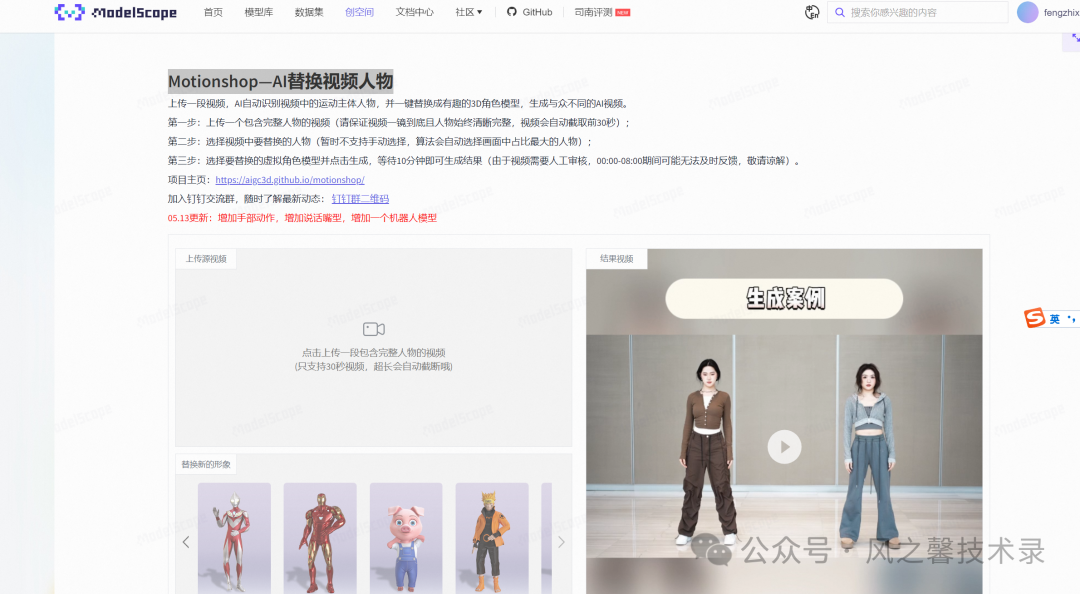 ModelScope 首页 模型库 数据集 创空间 文档中心 社区 GitHub 司南评测 NEW 搜索你感兴趣的内容 fengzhix
Motionshop—AI替换视频人物
上传一段视频，AI自动识别视频中的运动主体人物，并一键替换成有趣的3D角色模型，生成与众不同的AI视频。
第一步：上传一个包含完整人物的视频（请保证视频一镜到底且人物始终清晰完整，视频会自动截取前30秒）；
第二步：选择视频中要替换的人物（暂时不支持手动选择，算法会自动选择画面中占比最大的人物）；
第三步：选择要替换的虚拟角色模型并点击生成，等待10分钟即可生成结果（由于视频需要人工审核，00:00-08:00期间可能无法及时反馈，敬请谅解）。
项目主页：https://aigc3d.github.io/motionshop/
加入钉钉交流群，随时了解最新动态：钉钉群二维码
05.13更新：增加手部动作，增加说话嘴型，增加一个机器人模型
上传源视频
点击上传一段包含完整人物的视频
(只支持30秒视频，超长会自动截断哦)
替换新的形象
结果视频
生成案例
英
公众号 · 风之馨技术录